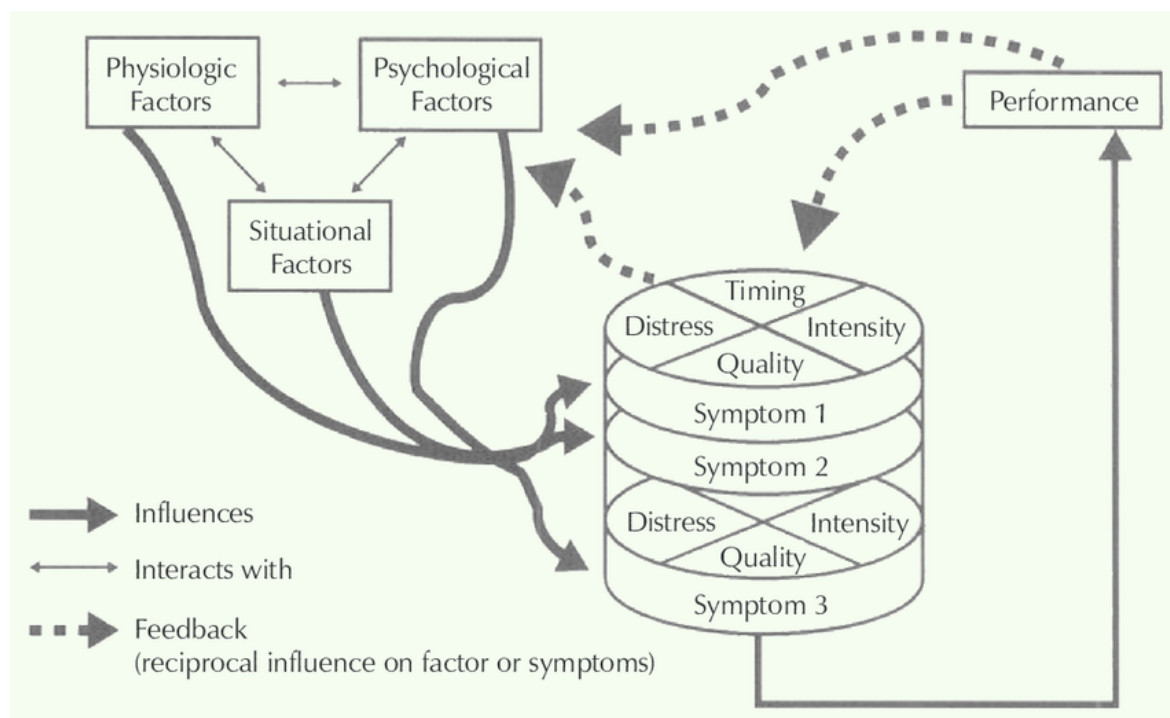 Physiologic
Factors
Psychological
Factors
Performance
Situational
Factors
Timing
Distress
Intensity
Quality
Symptom 1
Symptom 2
Distress
Intensity
Quality
Symptom 3
Influences
Interacts with
Feedback
(reciprocal influence on factor or symptoms)